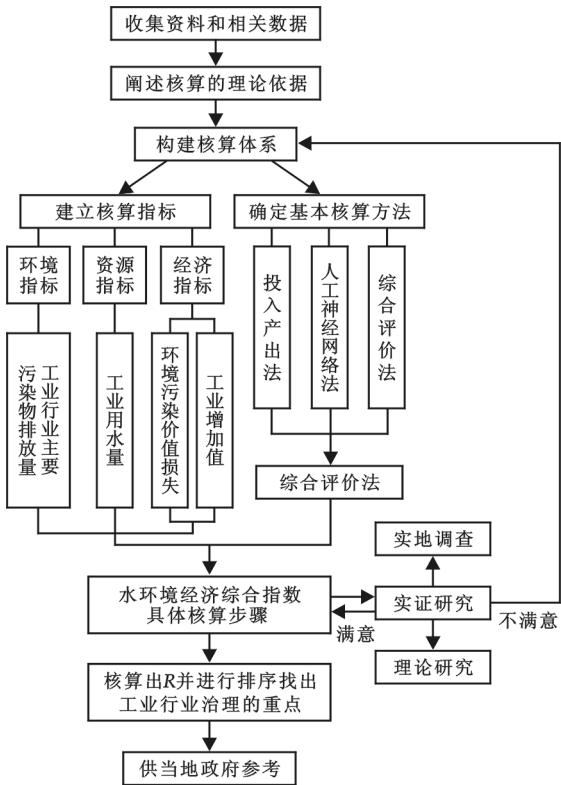 收集资料和相关数据
阐述核算的理论依据
构建核算体系
建立核算指标
确定基本核算方法
环境
指标
资源
指标
经济
指标
投入产出法
人工神经网络法
综合评价法
工业行业主要
污染物排放量
工业用水量
环境污染价值损失
工业增加值
综合评价法
实地调查
水环境经济综合指数
具体核算步骤
实证研究
满意
不满意
理论研究
核算出R并进行排序找出
工业行业治理的重点
供当地政府参考